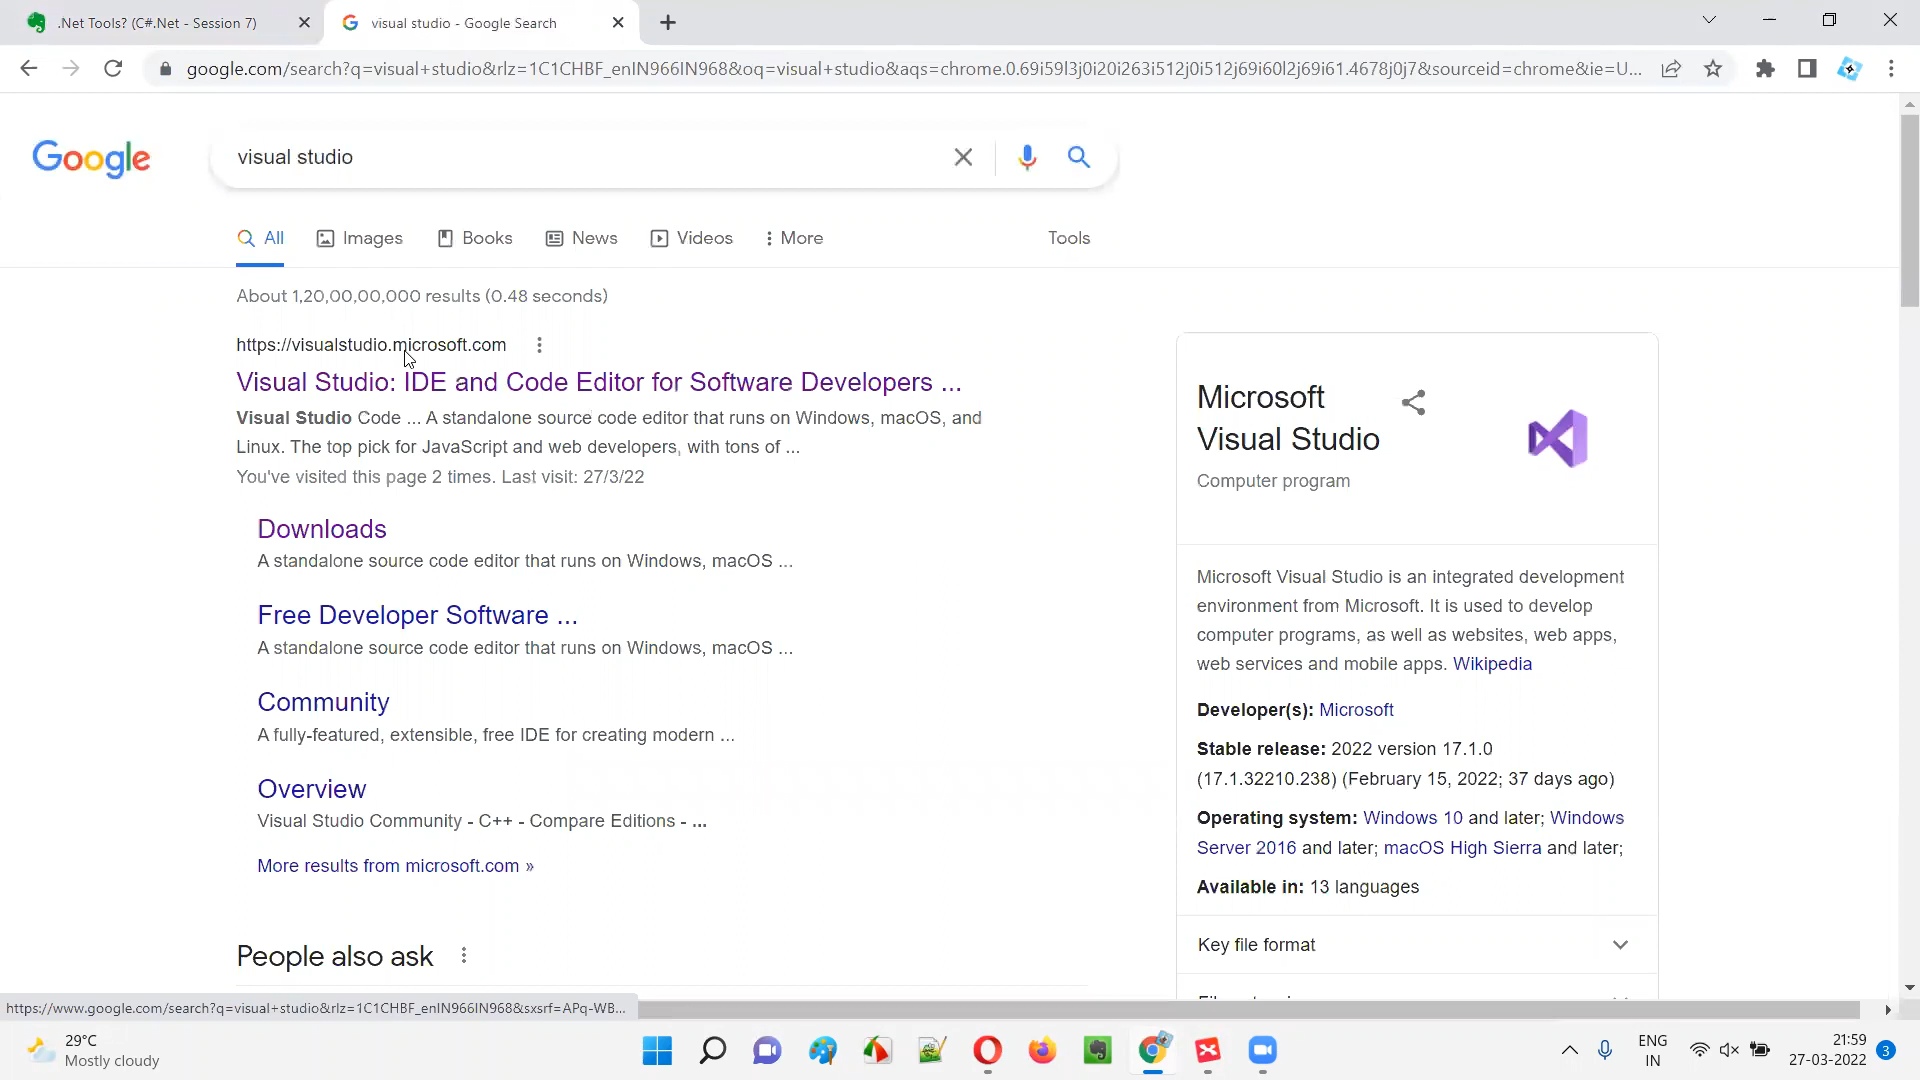 .Net Tools? (C#.Net - Session 7)
visual studio - Google Search
google.com/search?q=visual+studio&rlz=1C1CHBF_enIN966IN968&oq=visual+studio&aqs=chrome.0.69i59l3j0i20i263i512j0i512j69i60l2j69i61.4678j0j7&sourceid=chrome&ie=U...
Google
visual studio
All
Images
Books
News
Videos
More
Tools
About 1,20,00,00,000 results (0.48 seconds)
https://visualstudio.microsoft.com
Visual Studio: IDE and Code Editor for Software Developers ...
Visual Studio Code ... A standalone source code editor that runs on Windows, macOS, and
Linux. The top pick for JavaScript and web developers, with tons of ...
You've visited this page 2 times. Last visit: 27/3/22
Downloads
A standalone source code editor that runs on Windows, macOS ...
Free Developer Software ...
A standalone source code editor that runs on Windows, macOS ...
Community
A fully-featured, extensible, free IDE for creating modern ...
Overview
Visual Studio Community - C++ - Compare Editions - ...
More results from microsoft.com »
People also ask
Microsoft
Visual Studio
Computer program
Microsoft Visual Studio is an integrated development
environment from Microsoft. It is used to develop
computer programs, as well as websites, web apps,
web services and mobile apps. Wikipedia
Developer(s): Microsoft
Stable release: 2022 version 17.1.0
(17.1.32210.238) (February 15, 2022; 37 days ago)
Operating system: Windows 10 and later; Windows
Server 2016 and later; macOS High Sierra and later;
Available in: 13 languages
Key file format
https://www.google.com/search?q=visual+studio&rlz=1C1CHBF_enIN966IN968&sxsrf=APq-WB...
29°C
Mostly cloudy
ENG
IN
21:59
27-03-2022
3